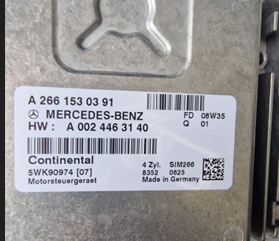 A 266 153 03 91
MERCEDES-BENZ
FD 08W35
HW : A 002 446 31 40
Q 01
Continental
4 Zyl. SIM266
5WK90974 [07]
8352 0625
Motorsteuergeraet
Made in Germany